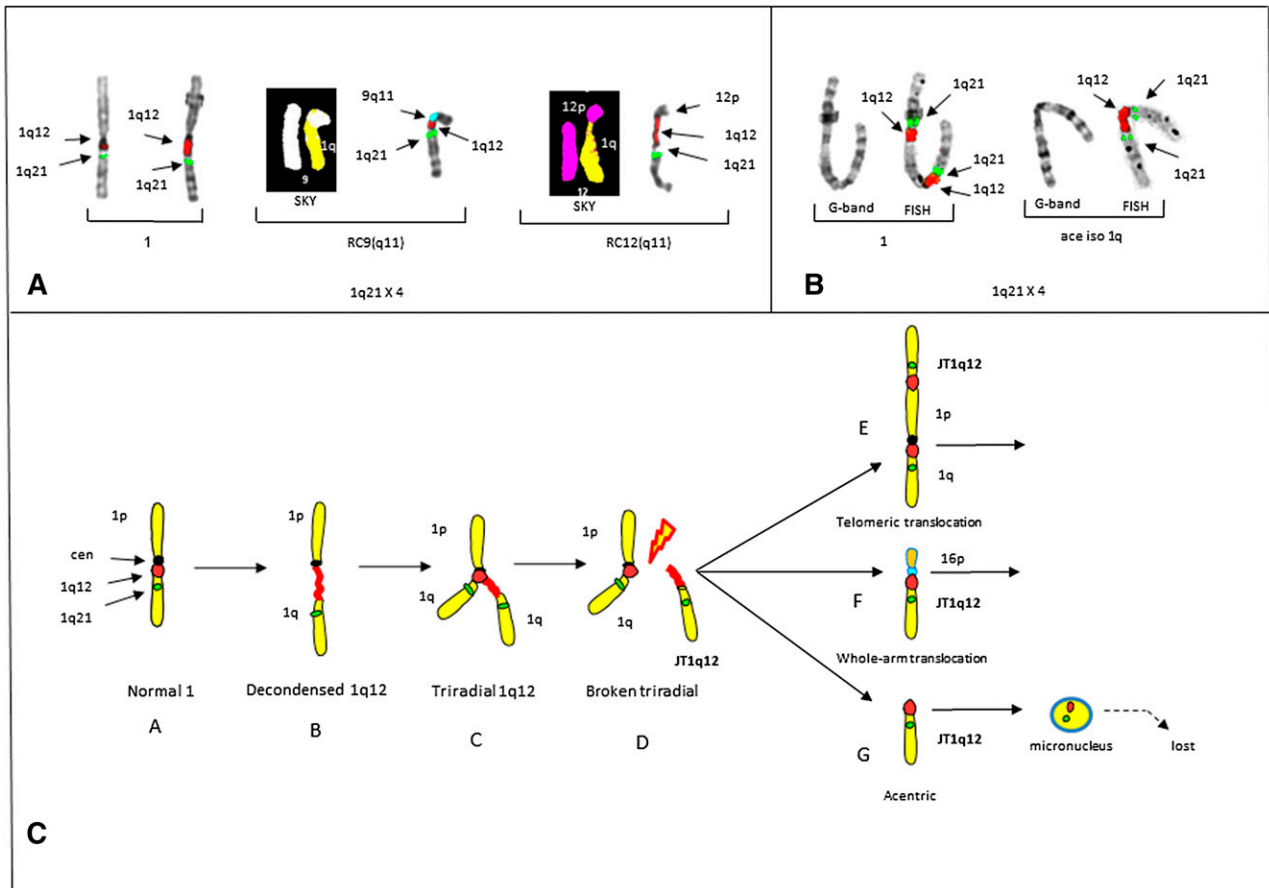 1q12
1q21
1q12
1q21
1
9
1q
SKY
9q11
1q21
1q12
RC9(q11)
12p
1q
12
SKY
12p
1q12
1q21
RC12(q11)
A
1q21 X 4
1q12
1q21
1q21
1q12
G-band
FISH
1
1q12
1q21
1q21
G-band
FISH
ace iso 1q
B
1q21 X 4
1p
cen
1q12
1q21
Normal 1
A
1p
1q
Decondensed 1q12
B
1p
1q
1q
Triradial 1q12
C
1p
1q
JT1q12
Broken triradial
D
E
JT1q12
1p
1q
Telomeric translocation
F
16p
JT1q12
Whole-arm translocation
G
JT1q12
Acentric
micronucleus
lost
C